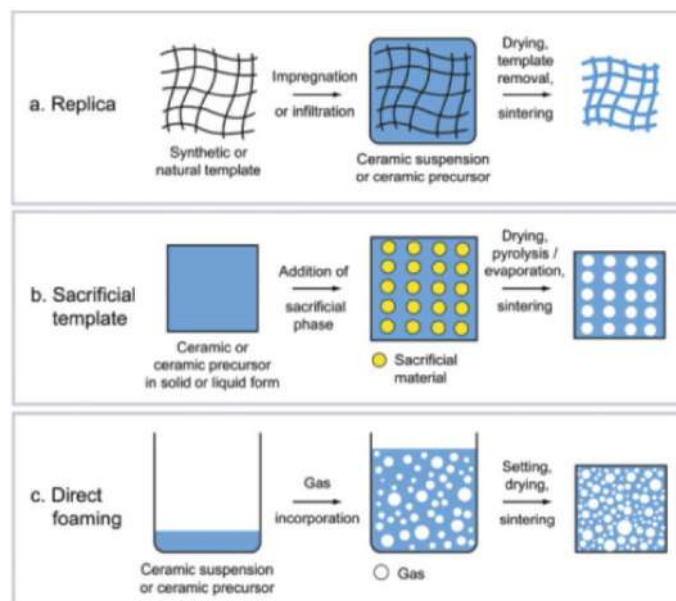 a. Replica
Synthetic or
natural template
Impregnation
or infiltration
Ceramic suspension
or ceramic precursor
Drying,
template
removal,
sintering
b. Sacrificial
template
Ceramic or
ceramic precursor
in solid or liquid form
Addition of
sacrificial
phase
Sacrificial
material
Drying,
pyrolysis /
evaporation,
sintering
c. Direct
foaming
Ceramic suspension
or ceramic precursor
Gas
incorporation
Gas
Setting,
drying,
sintering